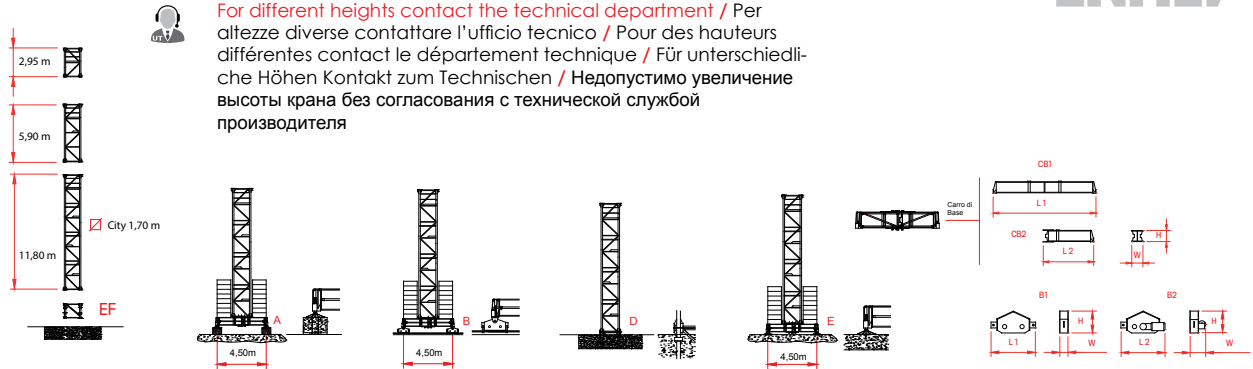 For different heights contact the technical department / Per
altezze diverse contattare l'ufficio tecnico / Pour des hauteurs
différentes contact le département technique / Für unterschiedli-
che Höhen Kontakt zum Technischen / Недопустимо увеличение
высоты крана без согласования с технической службой
производителя
UT
2,95 m
5,90 m
11,80 m
City 1,70 m
EF
A
4,50m
B
4,50m
D
E
4,50m
Carro di
Base
CB1
L1
CB2
L2
H
W
B1
L1
H
W
B2
L2
H
W